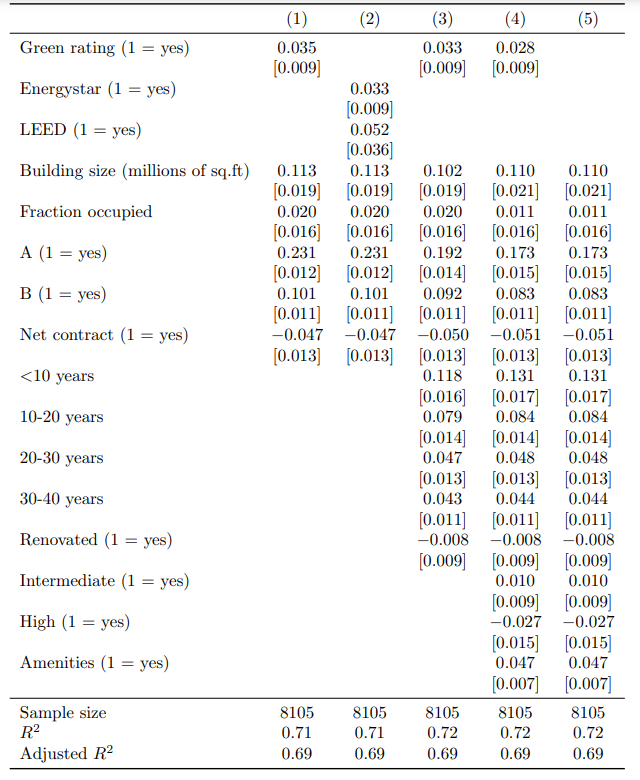 (1) (2) (3) (4) (5)
Green rating (1 = yes) 0.035 0.033 0.028
[0.009] [0.009] [0.009]
Energystar (1 = yes) 0.033
[0.009]
LEED (1 = yes) 0.052
[0.036]
Building size (millions of sq.ft) 0.113 0.113 0.102 0.110 0.110
[0.019] [0.019] [0.019] [0.021] [0.021]
Fraction occupied 0.020 0.020 0.020 0.011 0.011
[0.016] [0.016] [0.016] [0.016] [0.016]
A (1 = yes) 0.231 0.231 0.192 0.173 0.173
[0.012] [0.012] [0.014] [0.015] [0.015]
B (1 = yes) 0.101 0.101 0.092 0.083 0.083
[0.011] [0.011] [0.011] [0.011] [0.011]
Net contract (1 = yes) −0.047 −0.047 −0.050 −0.051 −0.051
[0.013] [0.013] [0.013] [0.013] [0.013]
<10 years 0.118 0.131 0.131
[0.016] [0.017] [0.017]
10-20 years 0.079 0.084 0.084
[0.014] [0.014] [0.014]
20-30 years 0.047 0.048 0.048
[0.013] [0.013] [0.013]
30-40 years 0.043 0.044 0.044
[0.011] [0.011] [0.011]
Renovated (1 = yes) −0.008 −0.008 −0.008
[0.009] [0.009] [0.009]
Intermediate (1 = yes) 0.010 0.010
[0.009] [0.009]
High (1 = yes) −0.027 −0.027
[0.015] [0.015]
Amenities (1 = yes) 0.047 0.047
[0.007] [0.007]
Sample size 8105 8105 8105 8105 8105
R² 0.71 0.71 0.72 0.72 0.72
Adjusted R² 0.69 0.69 0.69 0.69 0.69